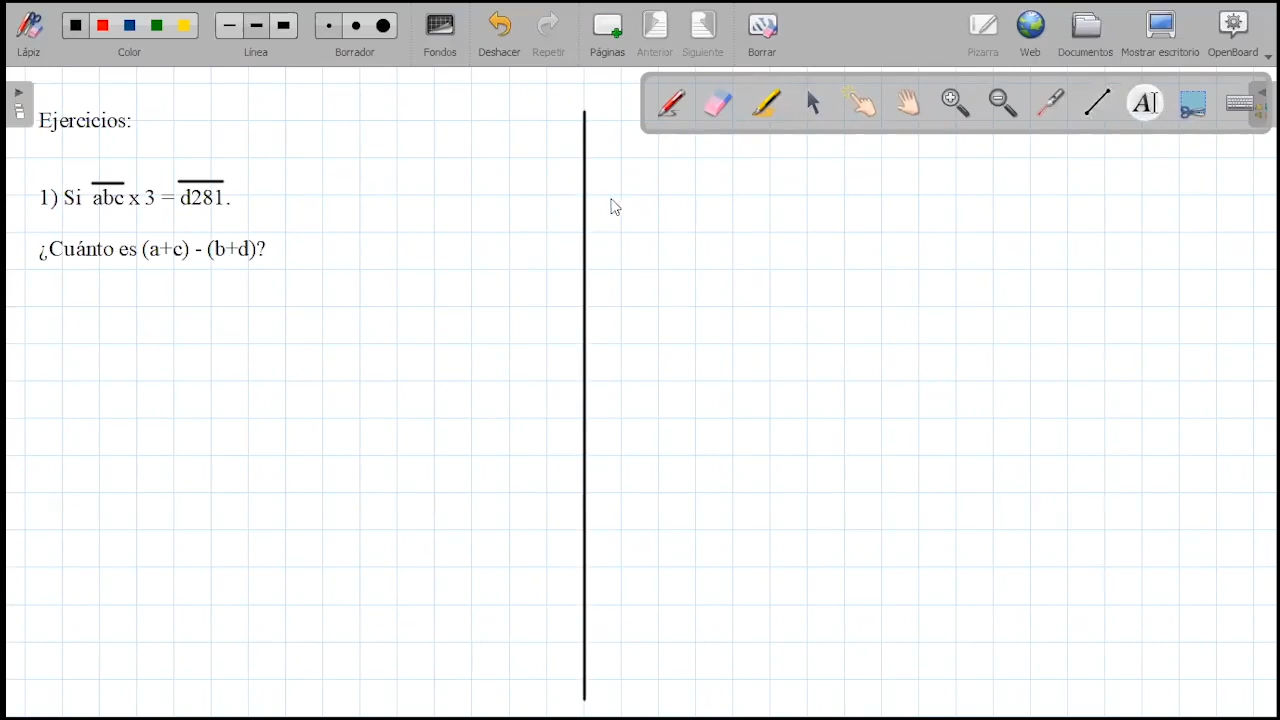 Lápiz
Color
Línea
Borrador
Fondos
Deshacer
Repetir
Páginas
Anterior
Siguiente
Borrar
Pizarra
Web
Documentos
Mostrar escritorio
OpenBoard
AI
Ejercicios:
1) Si abc x 3 = d281.
¿Cuánto es (a+c) - (b+d)?